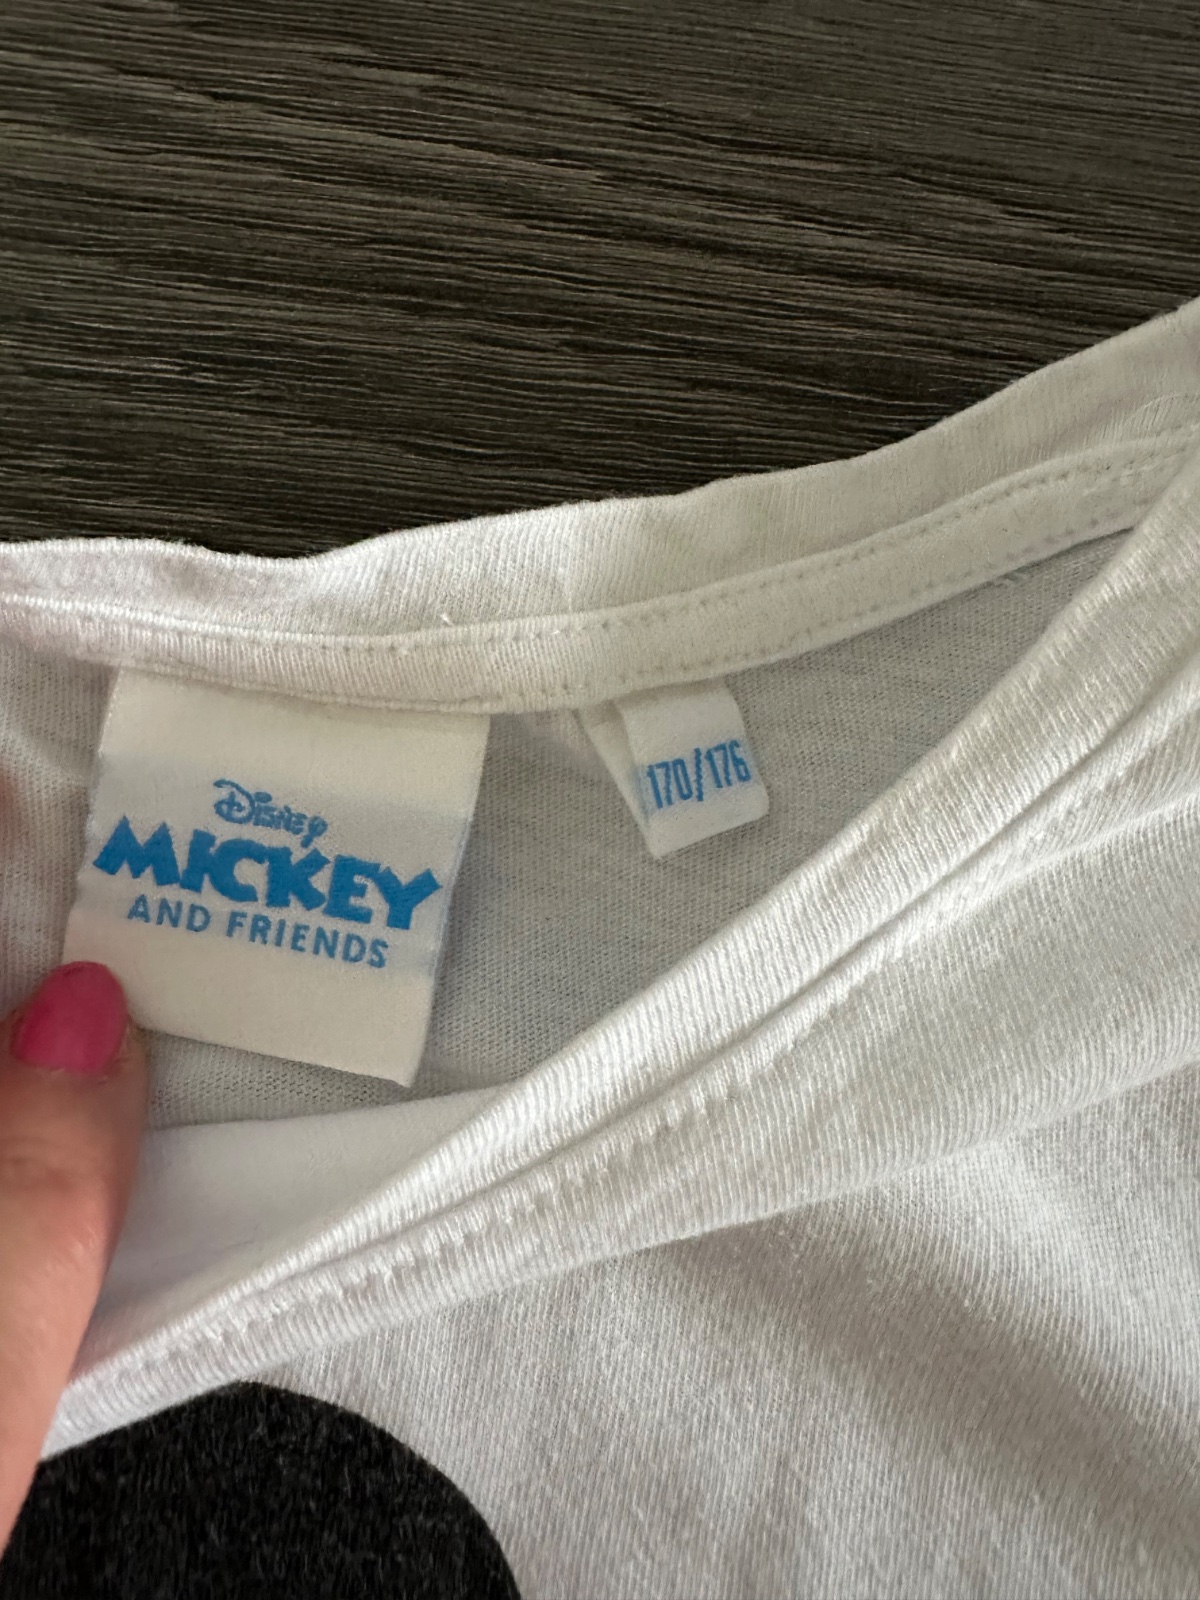 Disney
MICKEY
AND FRIENDS
170/176